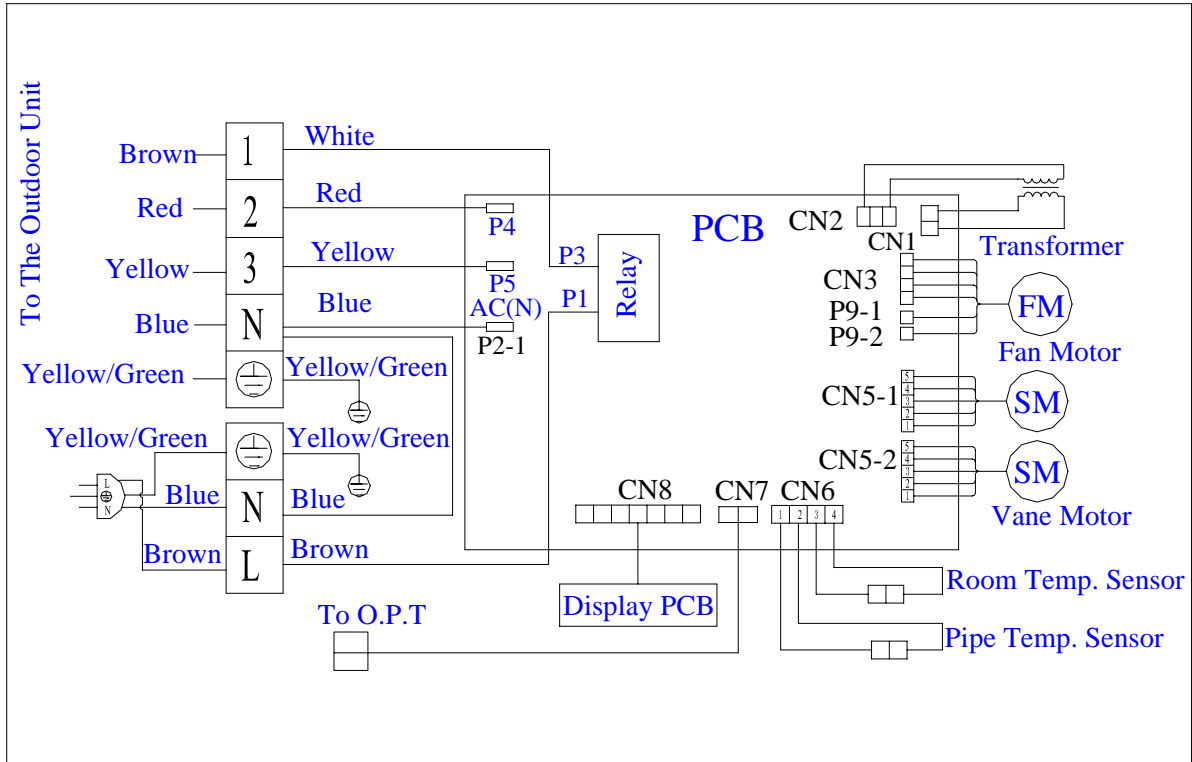 To The Outdoor Unit
Brown
1
White
Red
2
Red
P4
Yellow
3
Yellow
P5
Blue
N
Blue
AC(N)
P2-1
Yellow/Green
Yellow/Green
Yellow/Green
Yellow/Green
L
N
Blue
N
Blue
Brown
L
Brown
PCB
P3
P1
Relay
CN2
CN1
Transformer
CN3
P9-1
P9-2
FM
Fan Motor
CN5-1
5
4
3
2
1
SM
CN5-2
5
4
3
2
1
SM
Vane Motor
CN8
CN7
CN6
1 2 3 4
Display PCB
Room Temp. Sensor
Pipe Temp. Sensor
To O.P.T